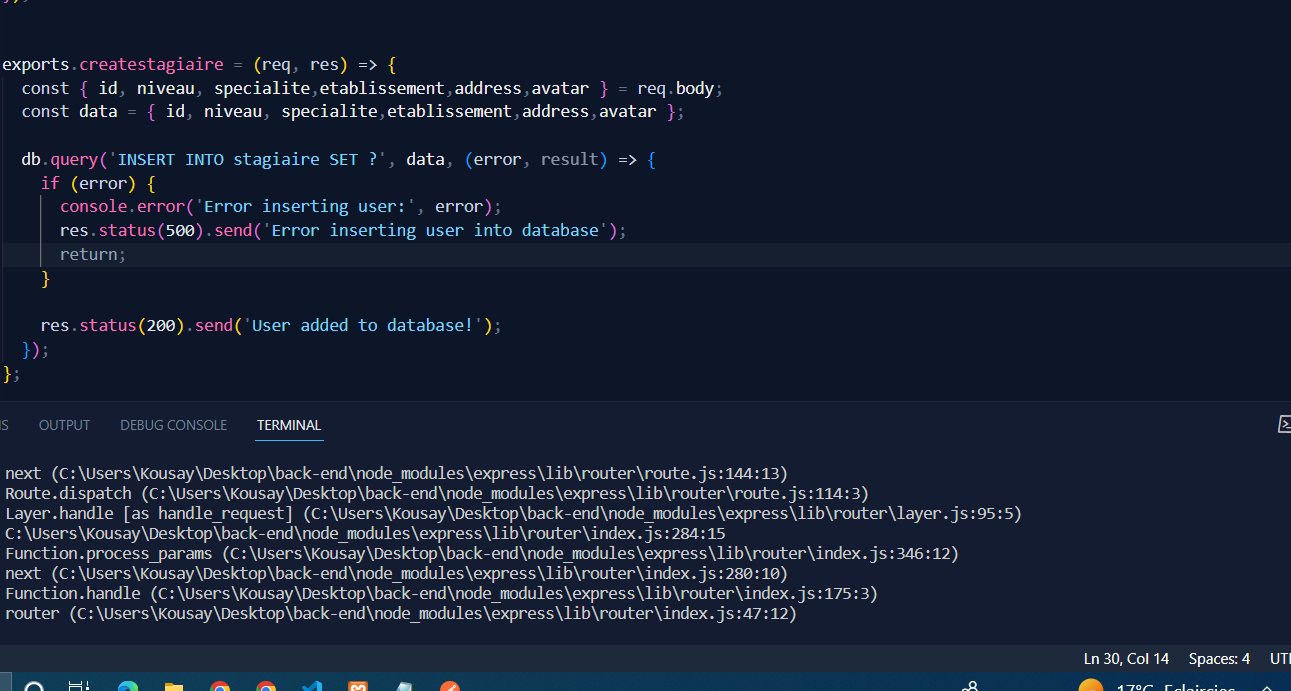 exports.createstagiaire = (req, res) => {
const { id, niveau, specialite,etablissement,address,avatar } = req.body;
const data = { id, niveau, specialite,etablissement,address,avatar };
db.query('INSERT INTO stagiaire SET ?', data, (error, result) => {
if (error) {
console.error('Error inserting user:', error);
res.status(500).send('Error inserting user into database');
return;
}
res.status(200).send('User added to database!');
});
};
OUTPUT DEBUG CONSOLE TERMINAL
next (C:\Users\Kousay\Desktop\back-end\node_modules\express\lib\router\route.js:144:13)
Route.dispatch (C:\Users\Kousay\Desktop\back-end\node_modules\express\lib\router\route.js:114:3)
Layer.handle [as handle_request] (C:\Users\Kousay\Desktop\back-end\node_modules\express\lib\router\layer.js:95:5)
C:\Users\Kousay\Desktop\back-end\node_modules\express\lib\router\index.js:284:15
Function.process_params (C:\Users\Kousay\Desktop\back-end\node_modules\express\lib\router\index.js:346:12)
next (C:\Users\Kousay\Desktop\back-end\node_modules\express\lib\router\index.js:280:10)
Function.handle (C:\Users\Kousay\Desktop\back-end\node_modules\express\lib\router\index.js:175:3)
router (C:\Users\Kousay\Desktop\back-end\node_modules\express\lib\router\index.js:47:12)
Ln 30, Col 14 Spaces: 4
17°C Eclaircies